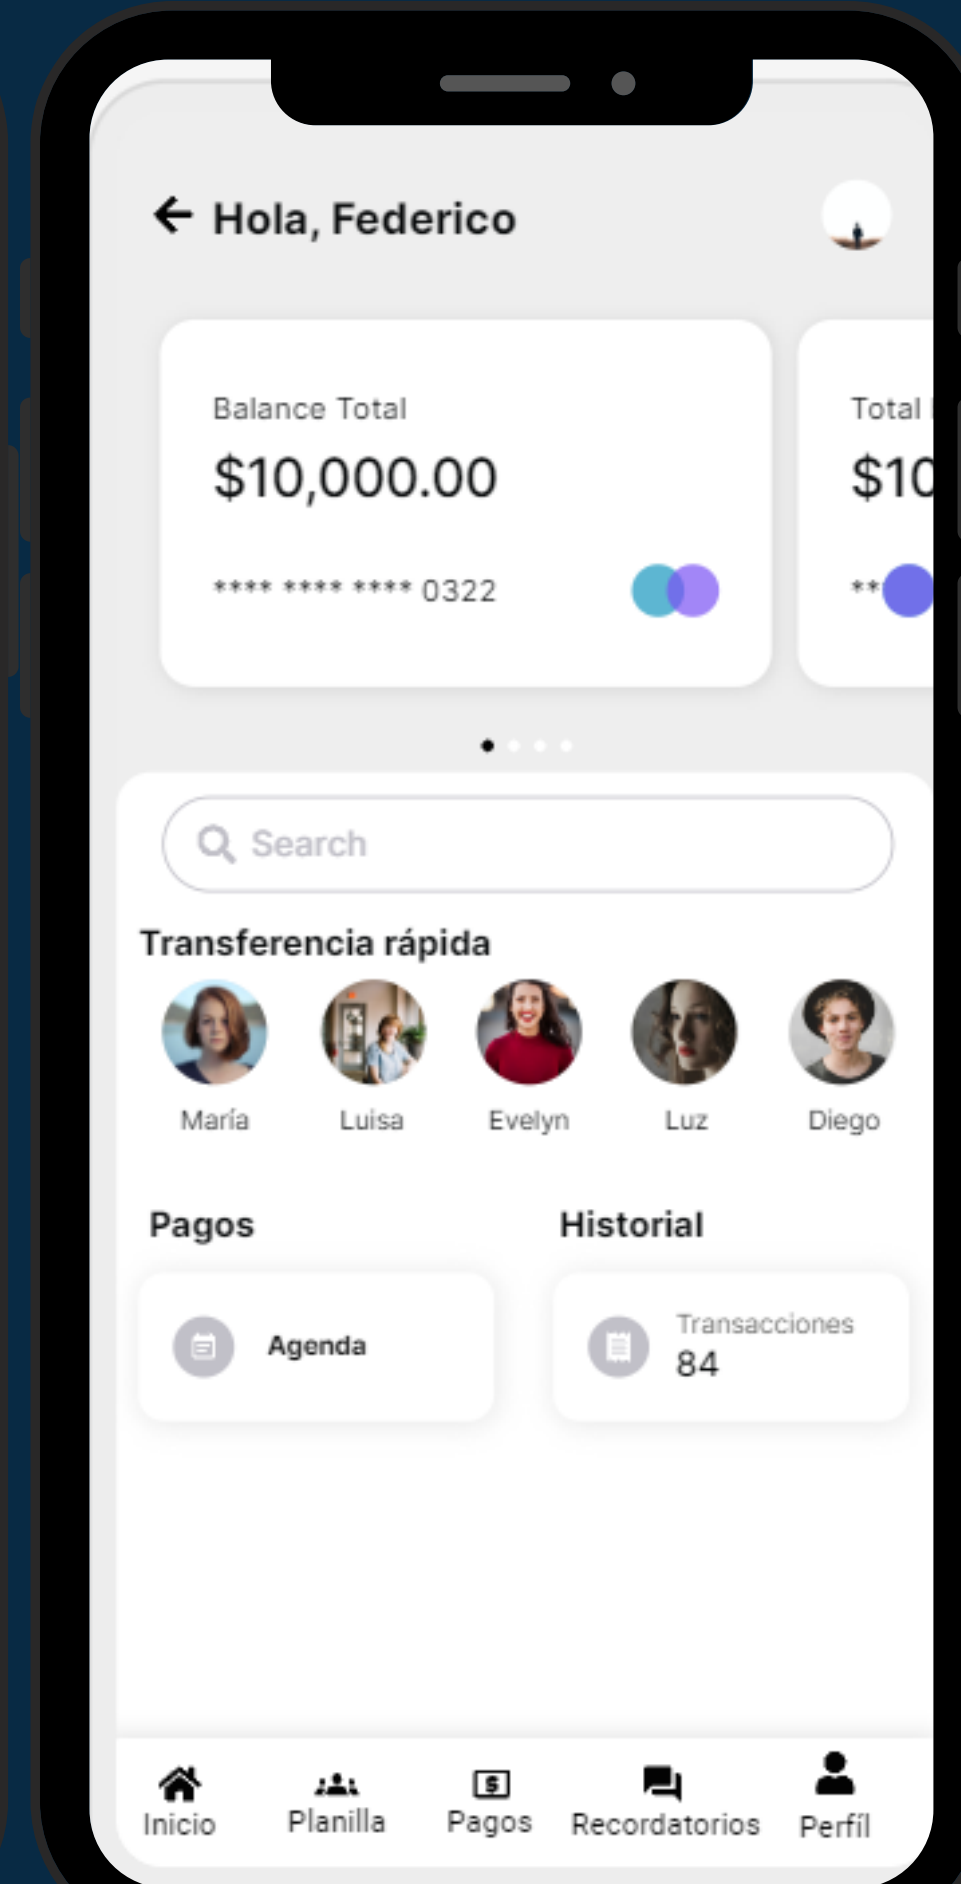 Hola, Federico
Balance Total
$10,000.00
**** **** **** 0322
Total
$10
**
Search
Transferencia rápida
María Luisa Evelyn Luz Diego
Pagos Historial
Agenda
Transacciones
84
Inicio Planilla Pagos Recordatorios Perfíl